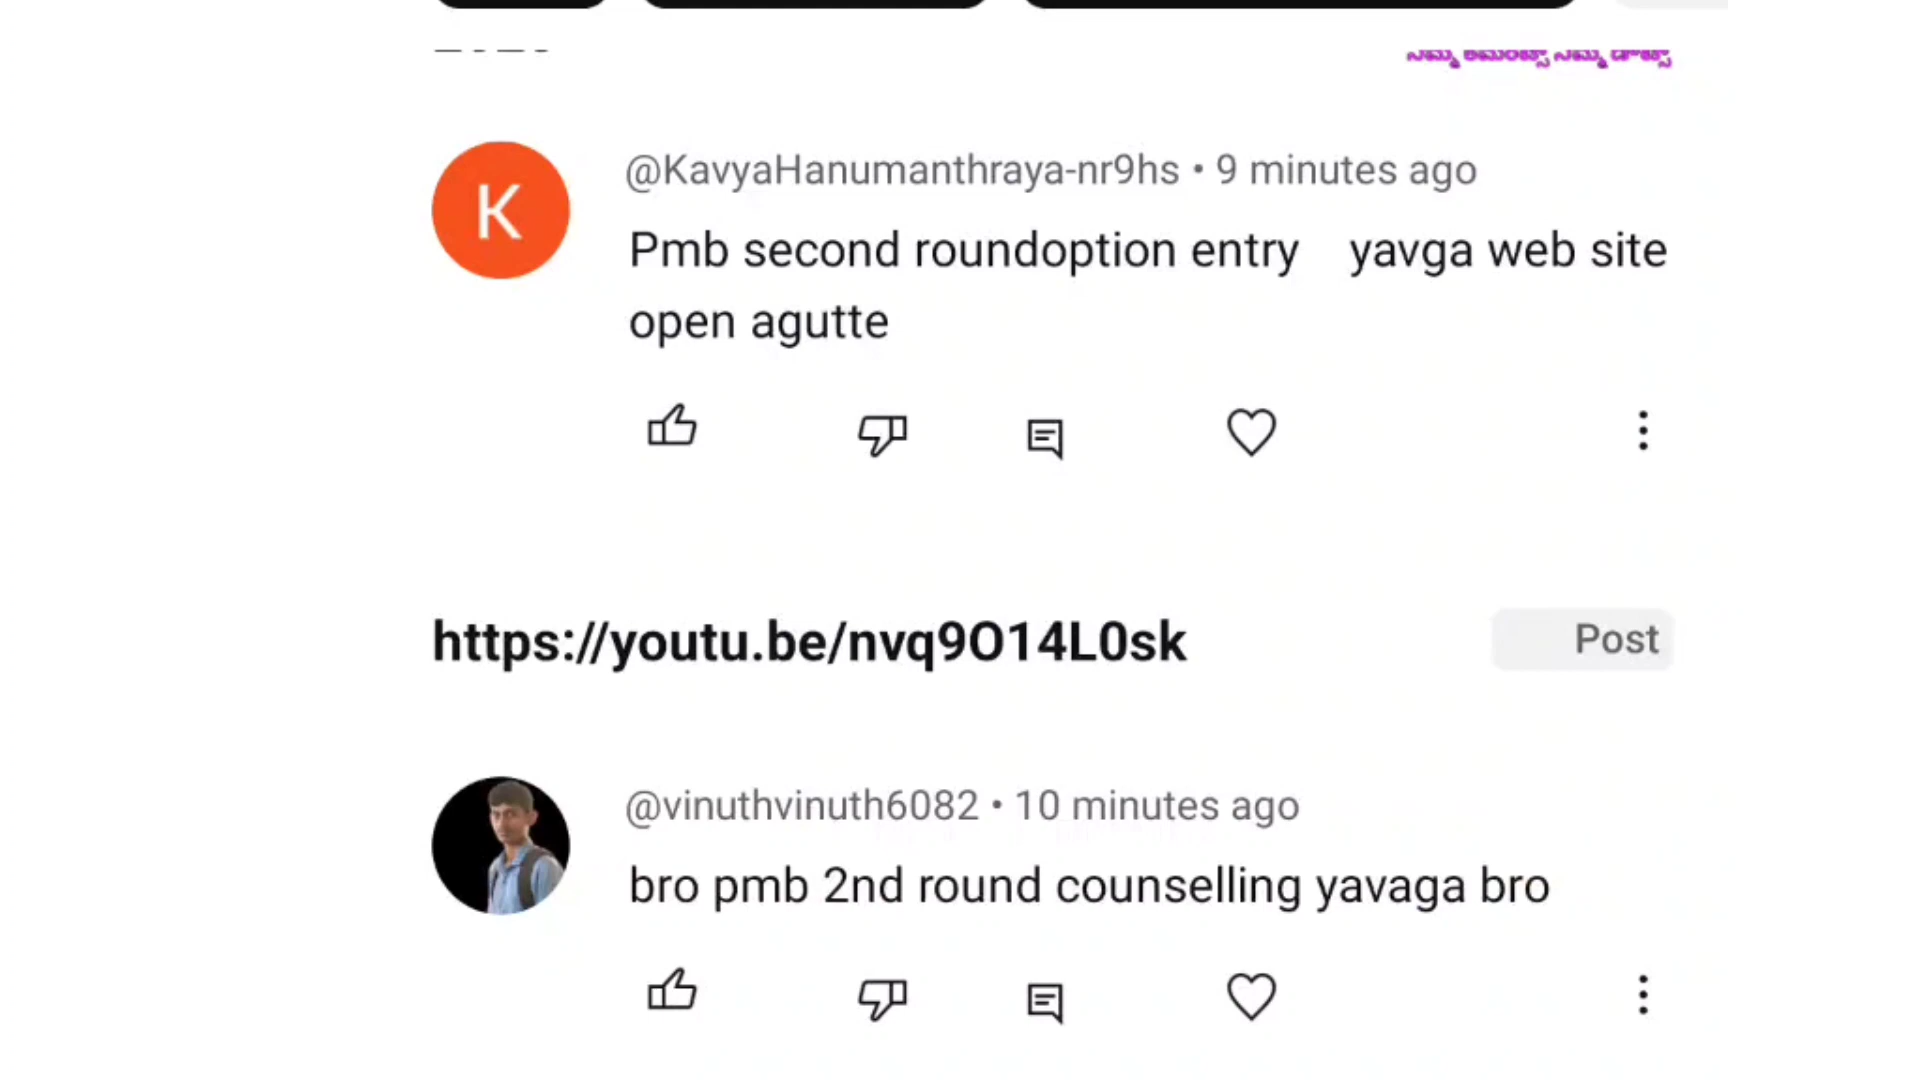 @KavyaHanumanthraya-nr9hs • 9 minutes ago
K
Pmb second roundoption entry yavga web site
open agutte
https://youtu.be/nvq9O14L0sk
Post
@vinuthvinuth6082 • 10 minutes ago
bro pmb 2nd round counselling yavaga bro